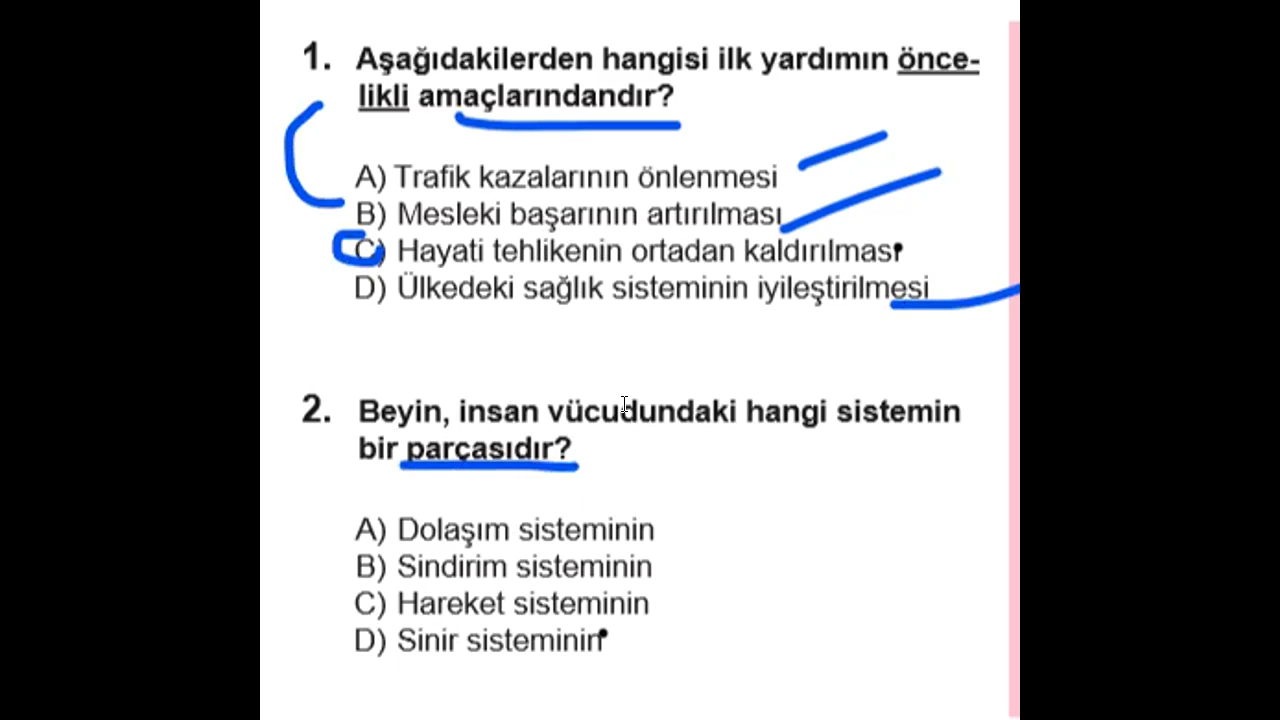 1. Aşağıdakilerden hangisi ilk yardımın önce-
likli amaçlarındandır?
A) Trafik kazalarının önlenmesi
B) Mesleki başarının artırılması
C) Hayati tehlikenin ortadan kaldırılması
D) Ülkedeki sağlık sisteminin iyileştirilmesi
2. Beyin, insan vücudundaki hangi sistemin
bir parçasıdır?
A) Dolaşım sisteminin
B) Sindirim sisteminin
C) Hareket sisteminin
D) Sinir sisteminin